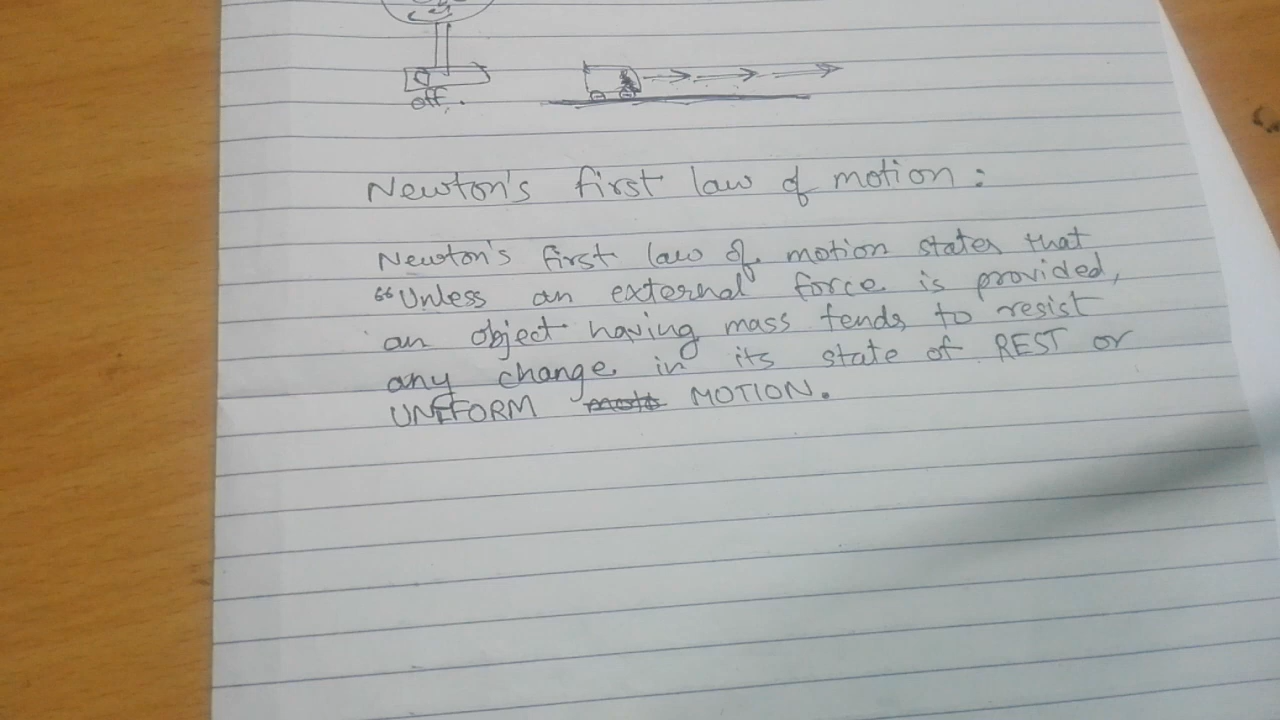 off.
Newton's first law of motion:
Newton's first law of motion states that
"Unless an external force is provided,
an object having mass tends to resist
any change in its state of REST or
UNIFORM MOTION.